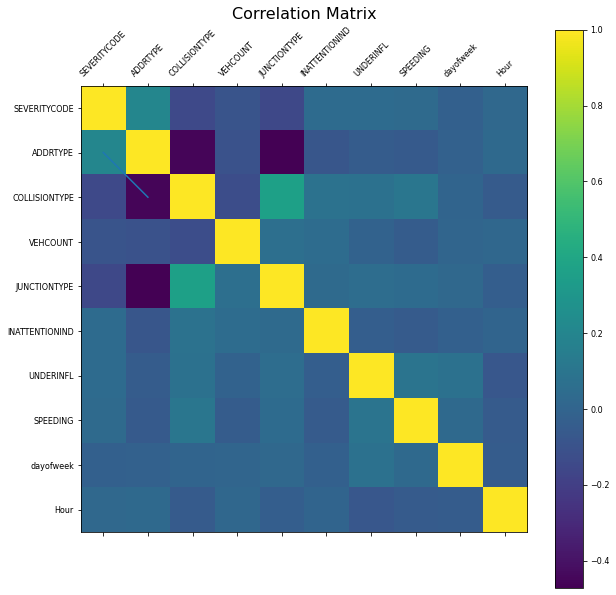 Correlation Matrix
SEVERITYCODE
ADDRTYPE
COLLISIONTYPE
VEHCOUNT
JUNCTIONTYPE
INATTENTIONIND
UNDERINFL
SPEEDING
dayofweek
Hour
SEVERITYCODE
ADDRTYPE
COLLISIONTYPE
VEHCOUNT
JUNCTIONTYPE
INATTENTIONIND
UNDERINFL
SPEEDING
dayofweek
Hour
1.0
0.8
0.6
0.4
0.2
0.0
−0.2
−0.4